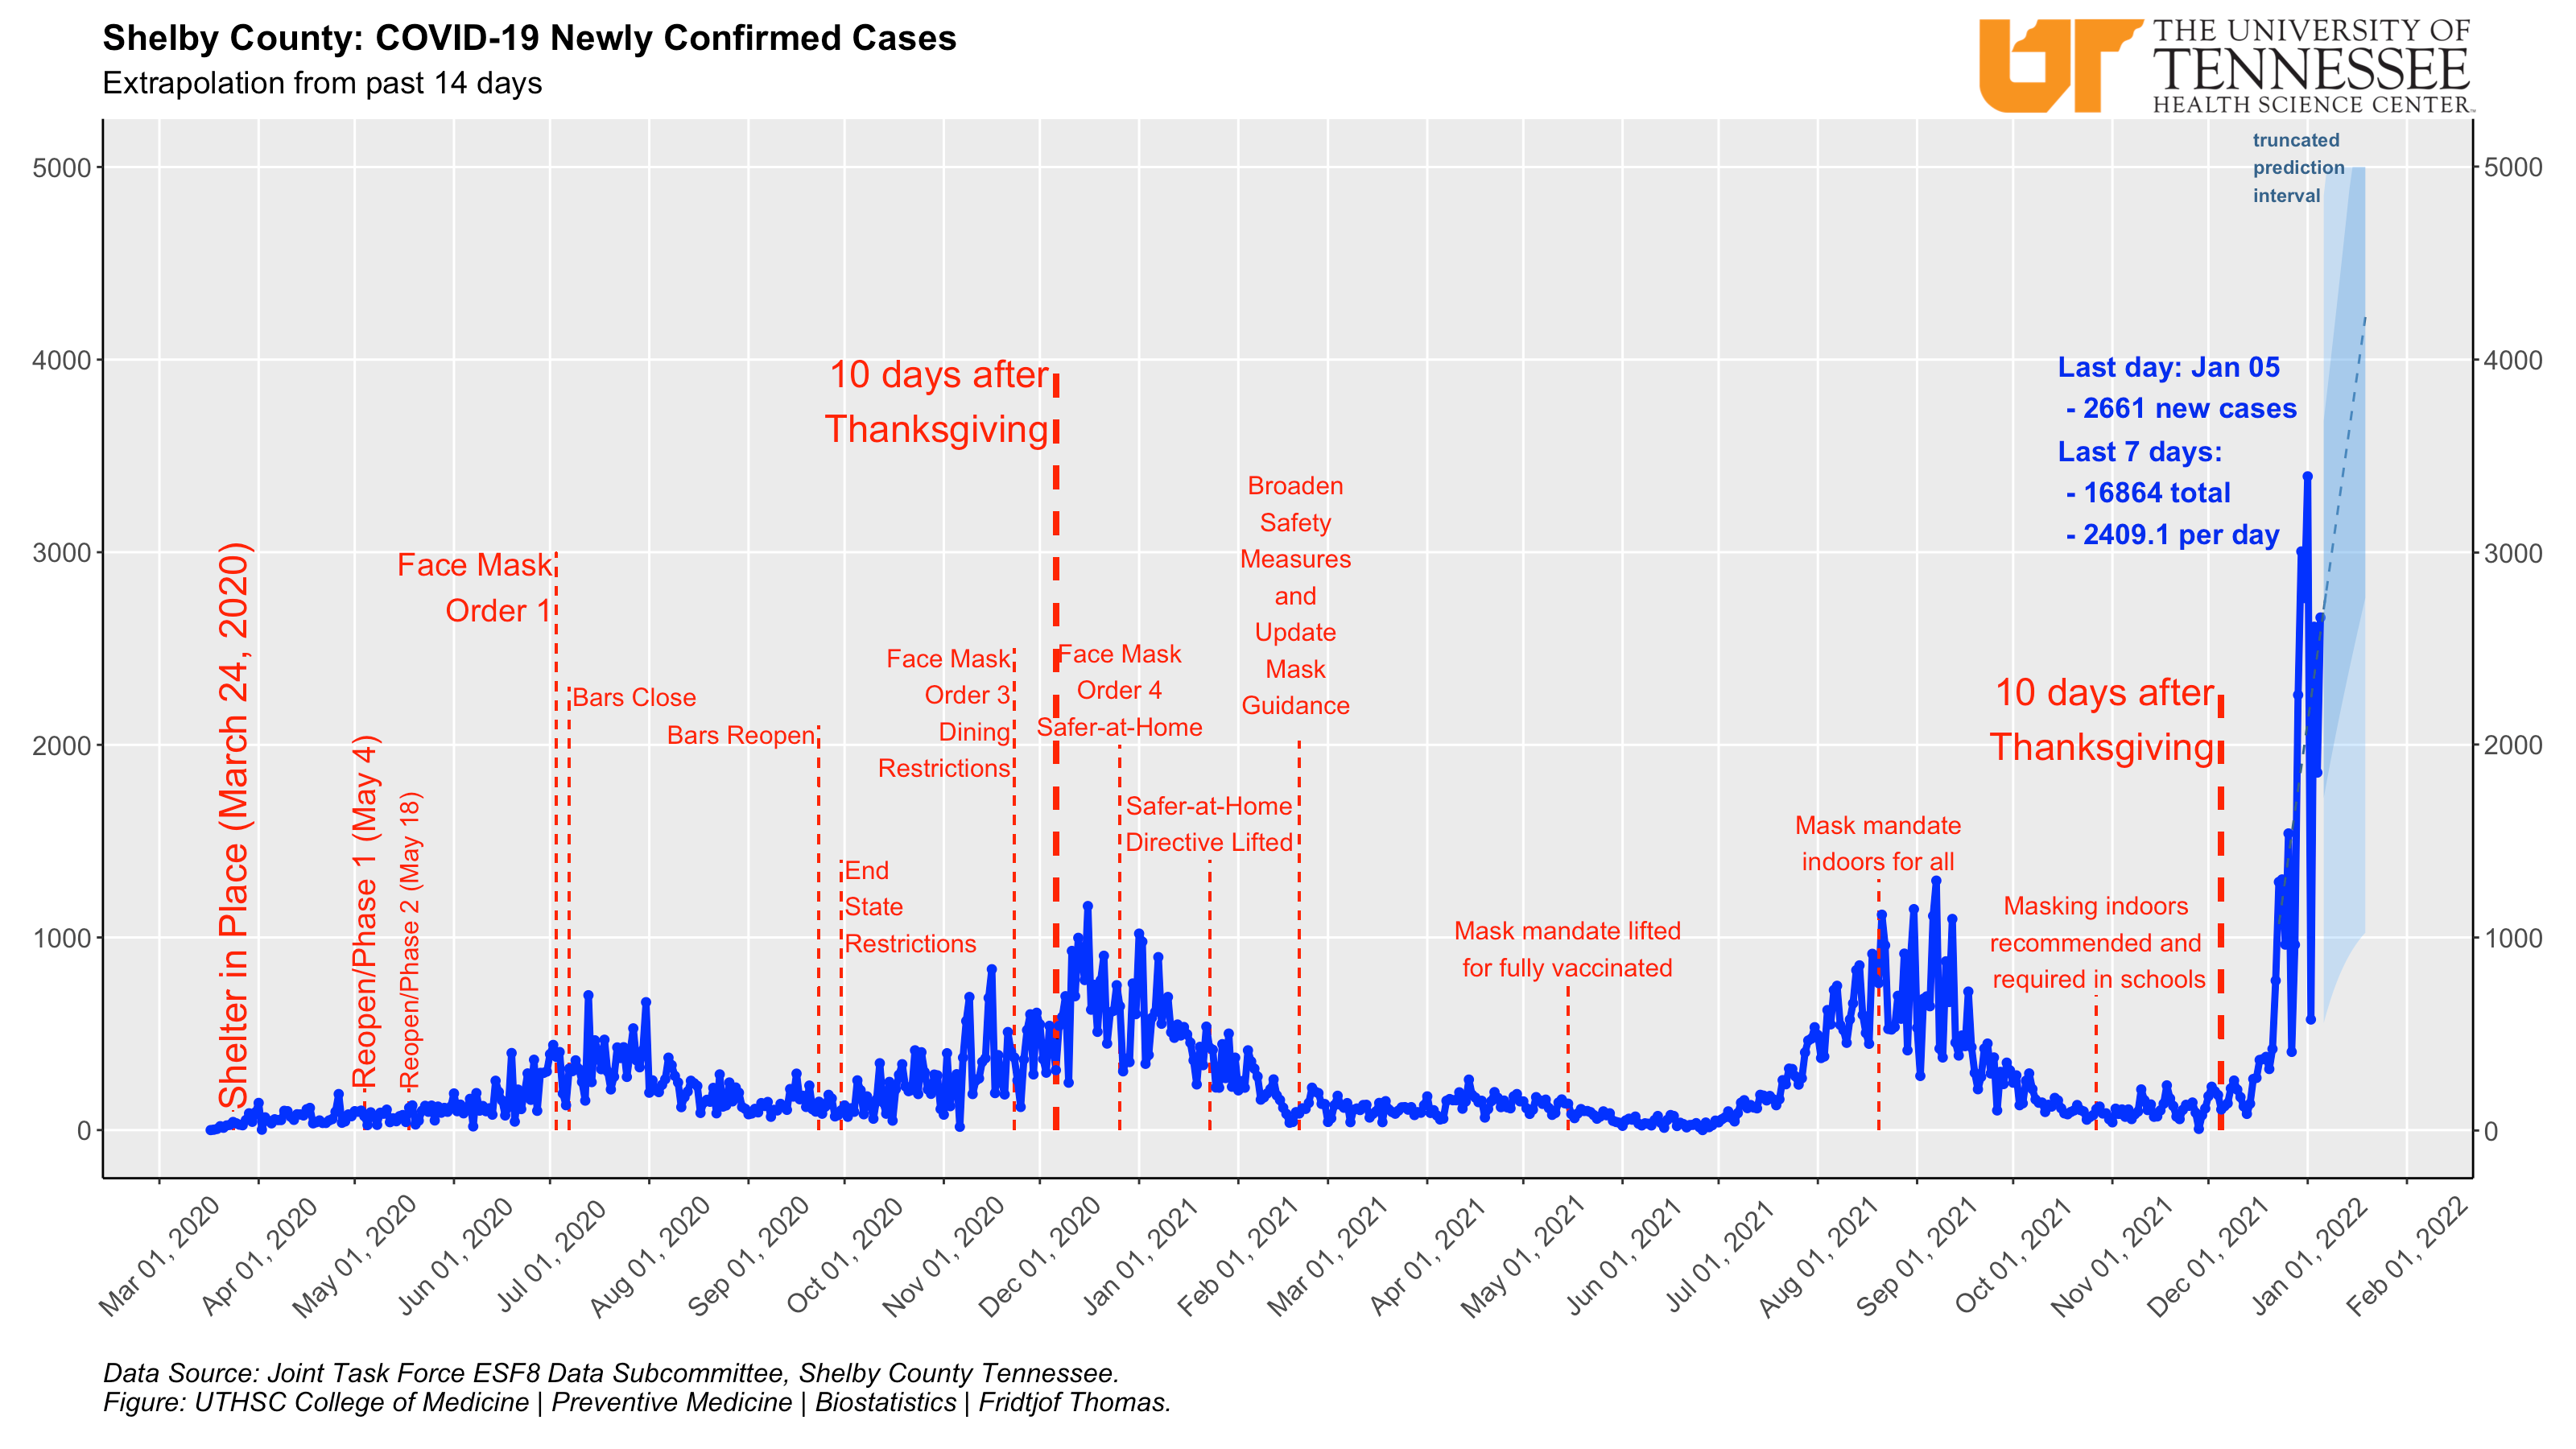 Shelby County: COVID-19 Newly Confirmed Cases
Extrapolation from past 14 days
UT
THE UNIVERSITY OF
TENNESSEE
HEALTH SCIENCE CENTER
truncated
prediction
interval
5000
4000
3000
2000
1000
0
5000
4000
3000
2000
1000
0
Shelter in Place (March 24, 2020)
Reopen/Phase 1 (May 4)
Reopen/Phase 2 (May 18)
Face Mask
Order 1
Bars Close
Bars Reopen
End
State
Restrictions
Face Mask
Order 3
Dining
Restrictions
10 days after
Thanksgiving
Face Mask
Order 4
Safer-at-Home
Safer-at-Home
Directive Lifted
Broaden
Safety
Measures
and
Update
Mask
Guidance
Mask mandate lifted
for fully vaccinated
Mask mandate
indoors for all
Masking indoors
recommended and
required in schools
10 days after
Thanksgiving
Last day: Jan 05
- 2661 new cases
Last 7 days:
- 16864 total
- 2409.1 per day
Mar 01, 2020
Apr 01, 2020
May 01, 2020
Jun 01, 2020
Jul 01, 2020
Aug 01, 2020
Sep 01, 2020
Oct 01, 2020
Nov 01, 2020
Dec 01, 2020
Jan 01, 2021
Feb 01, 2021
Mar 01, 2021
Apr 01, 2021
May 01, 2021
Jun 01, 2021
Jul 01, 2021
Aug 01, 2021
Sep 01, 2021
Oct 01, 2021
Nov 01, 2021
Dec 01, 2021
Jan 01, 2022
Feb 01, 2022
Data Source: Joint Task Force ESF8 Data Subcommittee, Shelby County Tennessee.
Figure: UTHSC College of Medicine | Preventive Medicine | Biostatistics | Fridtjof Thomas.